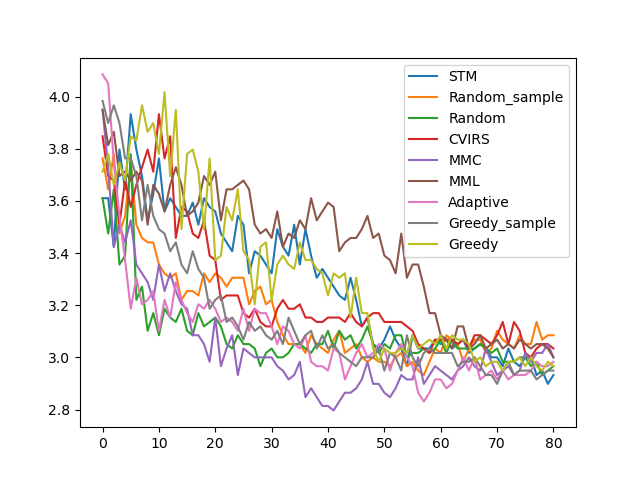 4.0
3.8
3.6
3.4
3.2
3.0
2.8
0 10 20 30 40 50 60 70 80
STM
Random_sample
Random
CVIRS
MMC
MML
Adaptive
Greedy_sample
Greedy